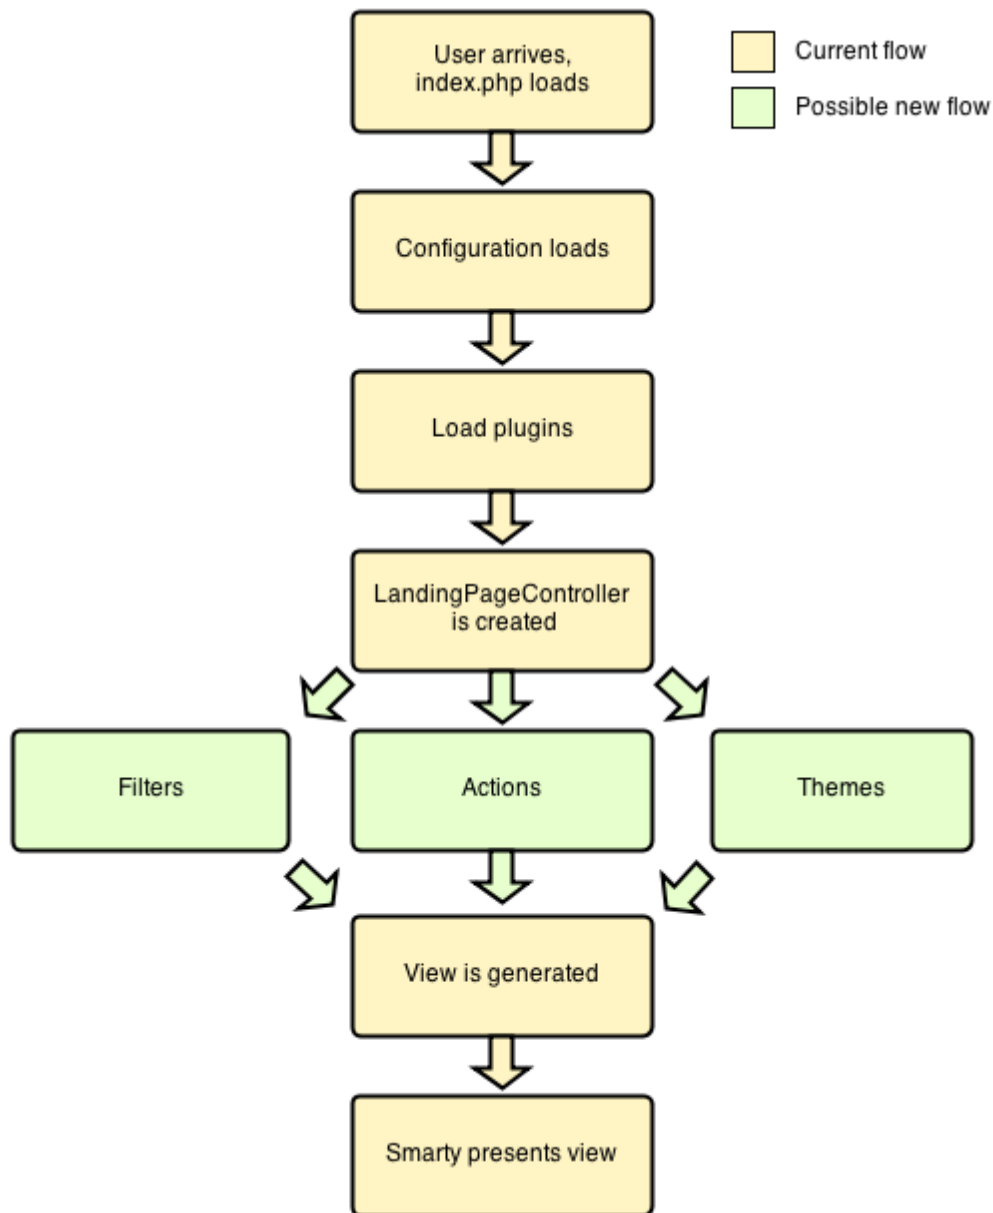 User arrives,
index.php loads
Current flow
Possible new flow
Configuration loads
Load plugins
LandingPageController
is created
Filters
Actions
Themes
View is generated
Smarty presents view